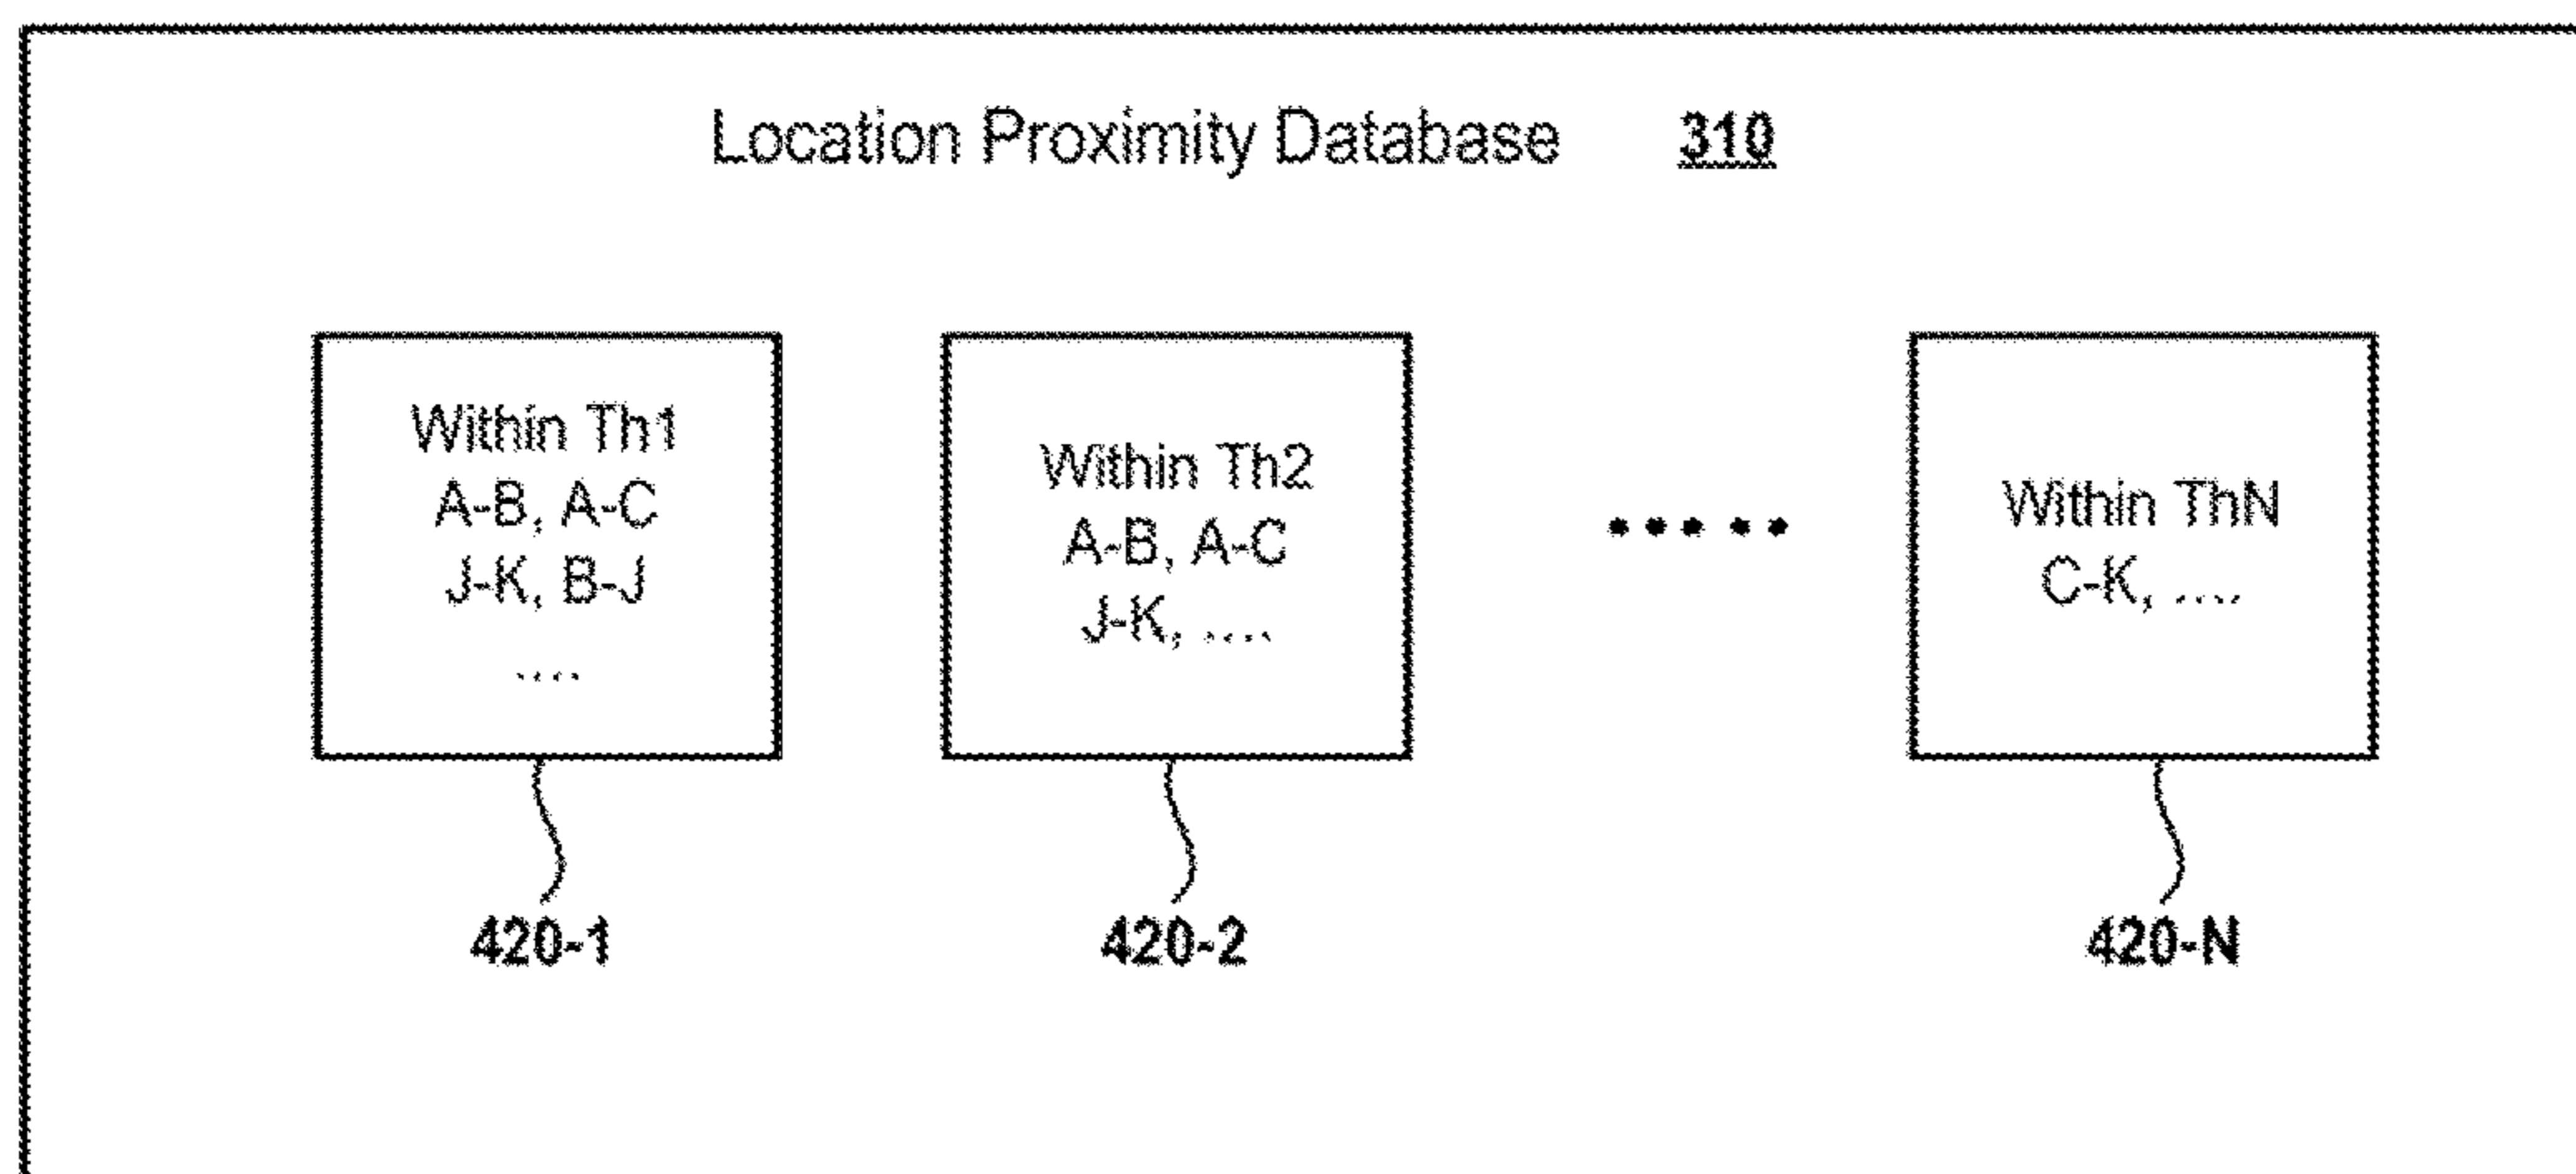 Location Proximity Database 310
Within Th1
A-B, A-C
J-K, B-J
....
Within Th2
A-B, A-C
J-K, ....
Within ThN
C-K, ....
420-1
420-2
420-N